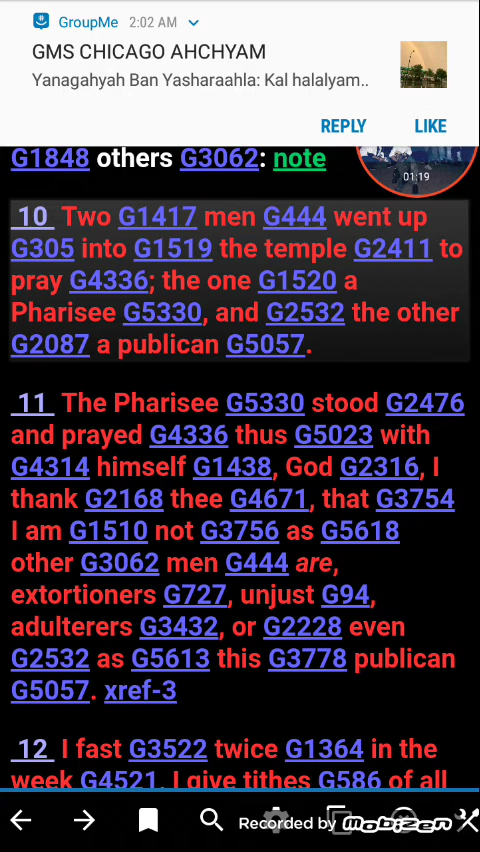 GroupMe 2:02 AM
GMS CHICAGO AHCHYAM
Yanagahyah Ban Yasharaahla: Kal halalyam..
REPLY LIKE
G1848 others G3062: note
01:19
10 Two G1417 men G444 went up
G305 into G1519 the temple G2411 to
pray G4336; the one G1520 a
Pharisee G5330, and G2532 the other
G2087 a publican G5057.
11 The Pharisee G5330 stood G2476
and prayed G4336 thus G5023 with
G4314 himself G1438, God G2316, I
thank G2168 thee G4671, that G3754
I am G1510 not G3756 as G5618
other G3062 men G444 are,
extortioners G727, unjust G94,
adulterers G3432, or G2228 even
G2532 as G5613 this G3778 publican
G5057. xref-3
12 I fast G3522 twice G1364 in the
week G4521, I give tithes G586 of all
Recorded by mobizen